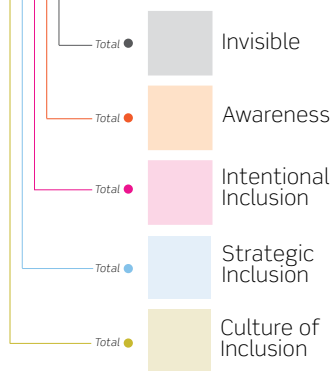 Total
Invisible
Total
Awareness
Total
Intentional
Inclusion
Total
Strategic
Inclusion
Total
Culture of
Inclusion